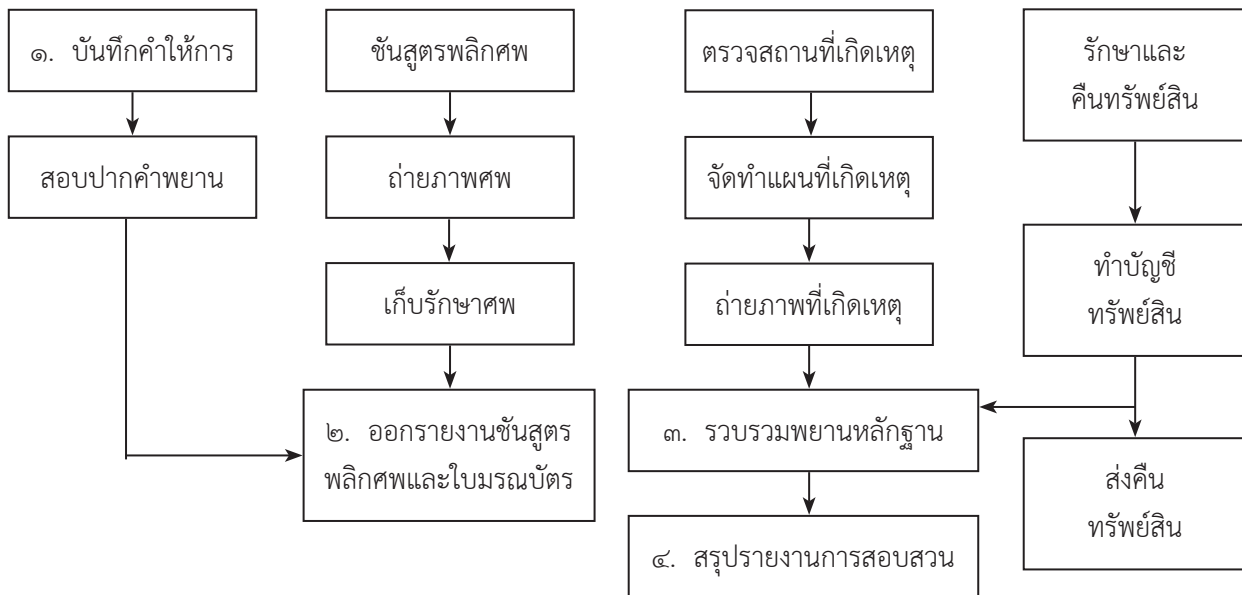 ๑. บันทึกคำให้การ
สอบปากคำพยาน
ชันสูตรพลิกศพ
ถ่ายภาพศพ
เก็บรักษาศพ
๒. ออกรายงานชันสูตร
พลิกศพและใบมรณบัตร
ตรวจสถานที่เกิดเหตุ
จัดทำแผนที่เกิดเหตุ
ถ่ายภาพที่เกิดเหตุ
๓. รวบรวมพยานหลักฐาน
๔. สรุปรายงานการสอบสวน
รักษาและ
คืนทรัพย์สิน
ทำบัญชี
ทรัพย์สิน
ส่งคืน
ทรัพย์สิน